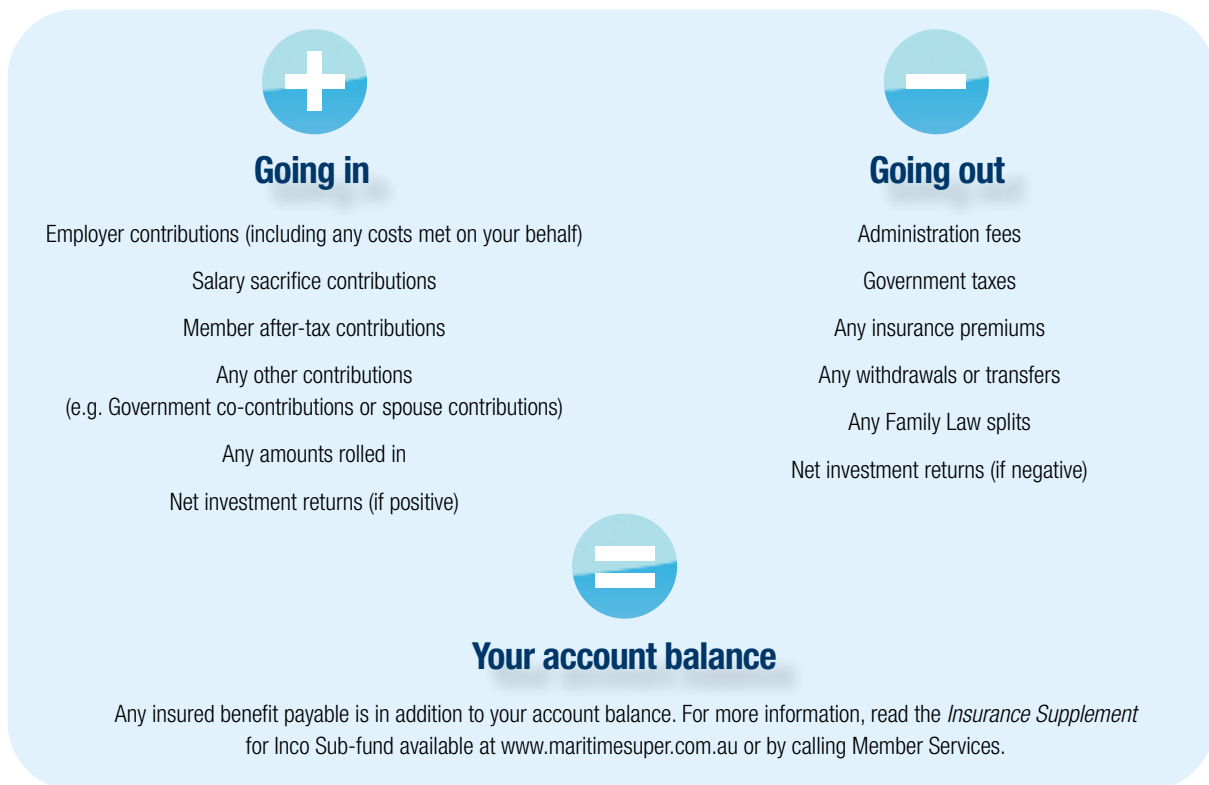 Going in
Employer contributions (including any costs met on your behalf)
Salary sacrifice contributions
Member after-tax contributions
Any other contributions
(e.g. Government co-contributions or spouse contributions)
Any amounts rolled in
Net investment returns (if positive)
Going out
Administration fees
Government taxes
Any insurance premiums
Any withdrawals or transfers
Any Family Law splits
Net investment returns (if negative)
Your account balance
Any insured benefit payable is in addition to your account balance. For more information, read the Insurance Supplement
for Inco Sub-fund available at www.maritimesuper.com.au or by calling Member Services.